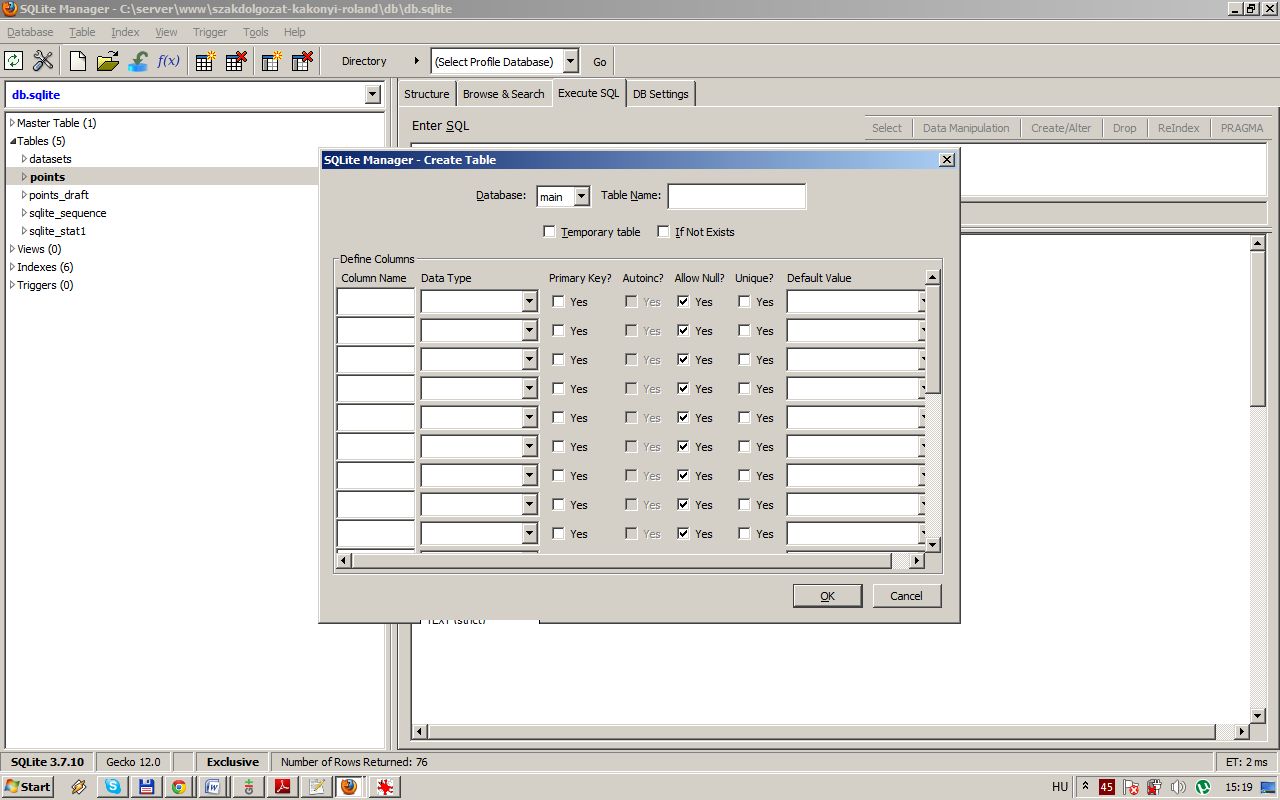 SQLite Manager - C:\server\www\szakdolgozat-kakonyi-roland\db\db.sqlite
Database Table Index View Trigger Tools Help
f(x) Directory (Select Profile Database) Go
db.sqlite
Structure Browse & Search Execute SQL DB Settings
Master Table (1)
Tables (5)
datasets
points
points_draft
sqlite_sequence
sqlite_stat1
Views (0)
Indexes (6)
Triggers (0)
Enter SQL
Select Data Manipulation Create/Alter Drop ReIndex PRAGMA
SQLite Manager - Create Table
Database: main Table Name:
Temporary table If Not Exists
Define Columns
Column Name Data Type Primary Key? Autoinc? Allow Null? Unique? Default Value
Yes Yes Yes Yes
Yes Yes Yes Yes
Yes Yes Yes Yes
Yes Yes Yes Yes
Yes Yes Yes Yes
Yes Yes Yes Yes
Yes Yes Yes Yes
Yes Yes Yes Yes
Yes Yes Yes Yes
OK Cancel
TEXT (strict)
SQLite 3.7.10 Gecko 12.0 Exclusive Number of Rows Returned: 76 ET: 2 ms
Start HU 45 15:19